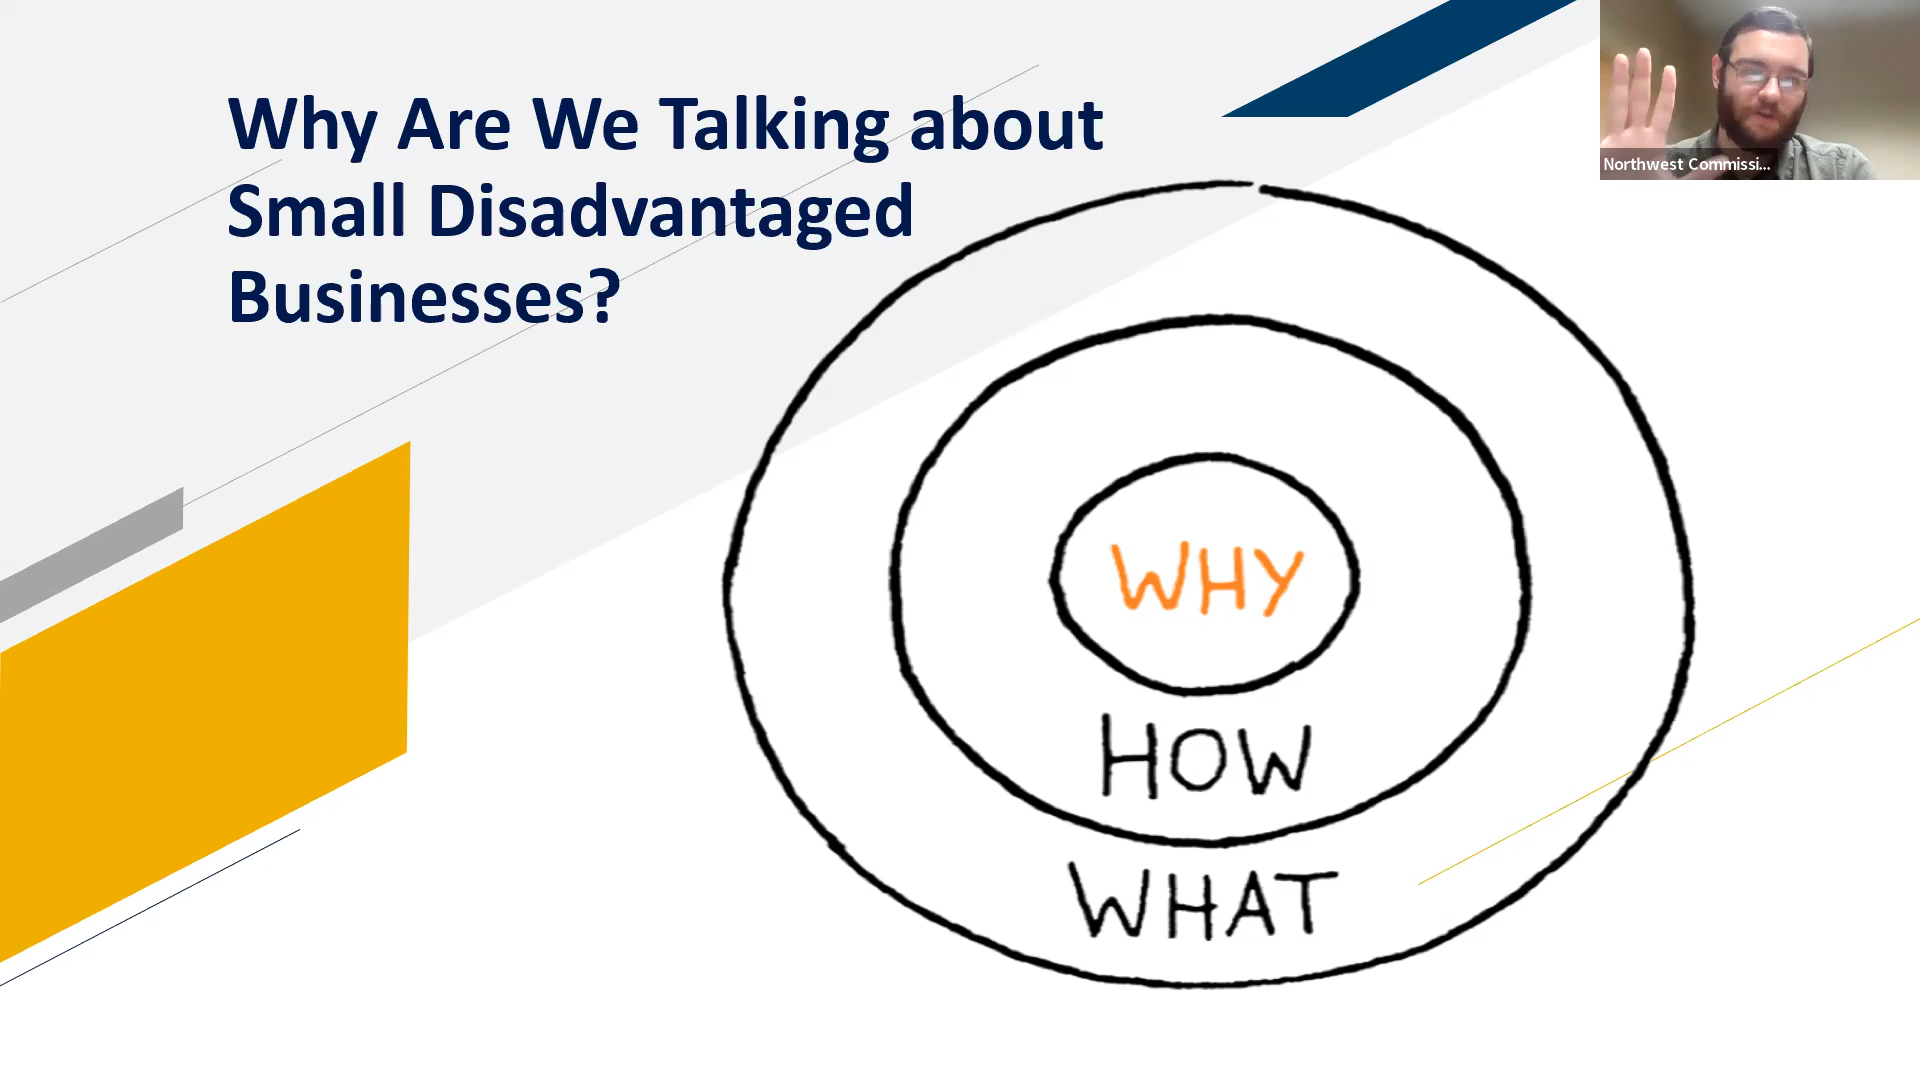 Why Are We Talking about
Small Disadvantaged
Businesses?
Northwest Commissi...
WHY
HOW
WHAT